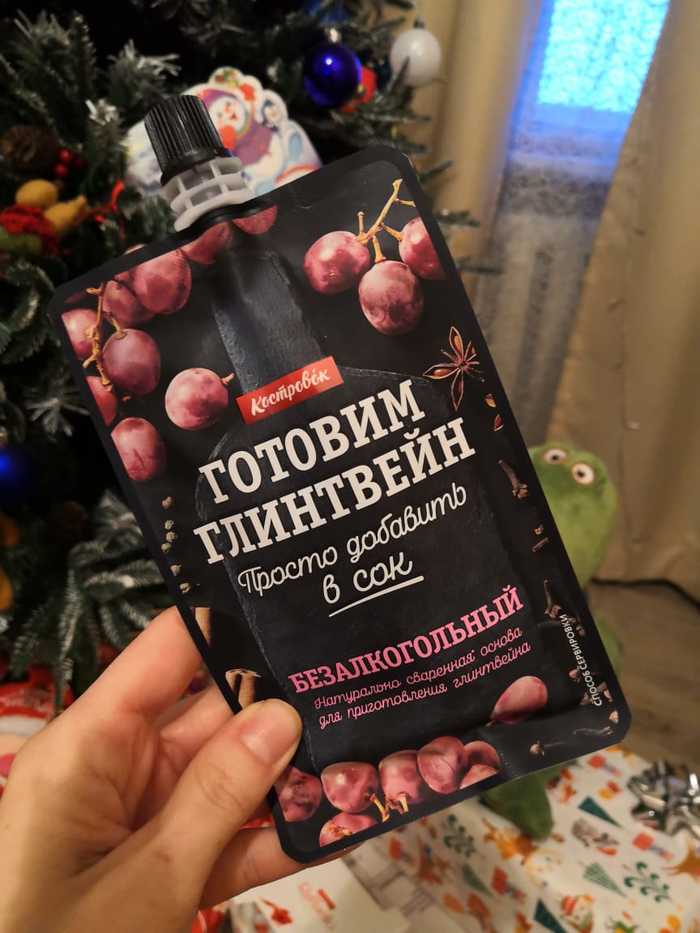 Костровок
ГОТОВИМ
ГЛИНТВЕЙН
Просто добавить
в сок
БЕЗАЛКОГОЛЬНЫЙ
Натурально сваренная* основа
для приготовления глинтвейна
СПОСОБ СЕРВИРОВКИ